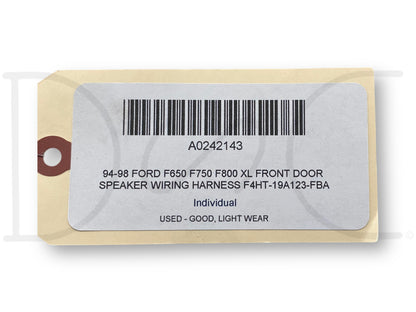 A0242143
94-98 FORD F650 F750 F800 XL FRONT DOOR
SPEAKER WIRING HARNESS F4HT-19A123-FBA
Individual
USED - GOOD, LIGHT WEAR